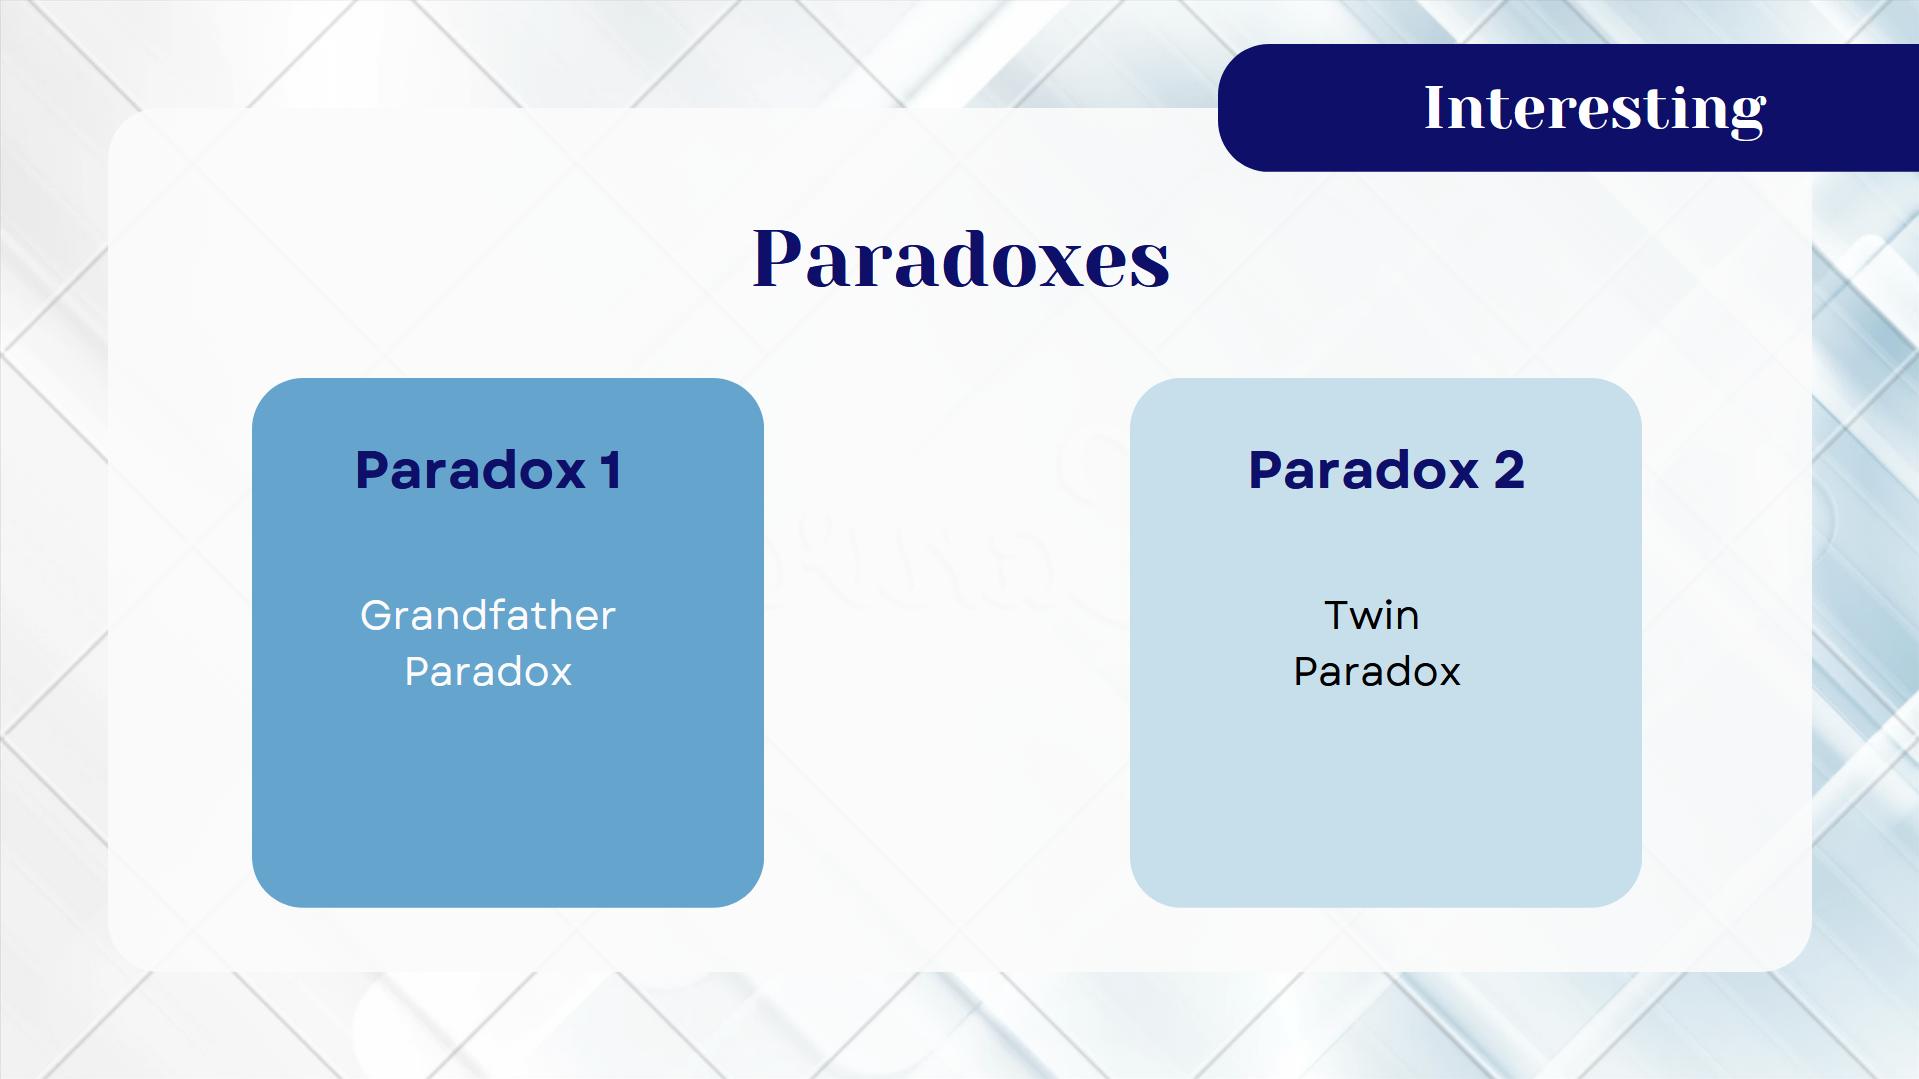 Interesting
Paradoxes
Paradox 1
Grandfather
Paradox
Paradox 2
Twin
Paradox